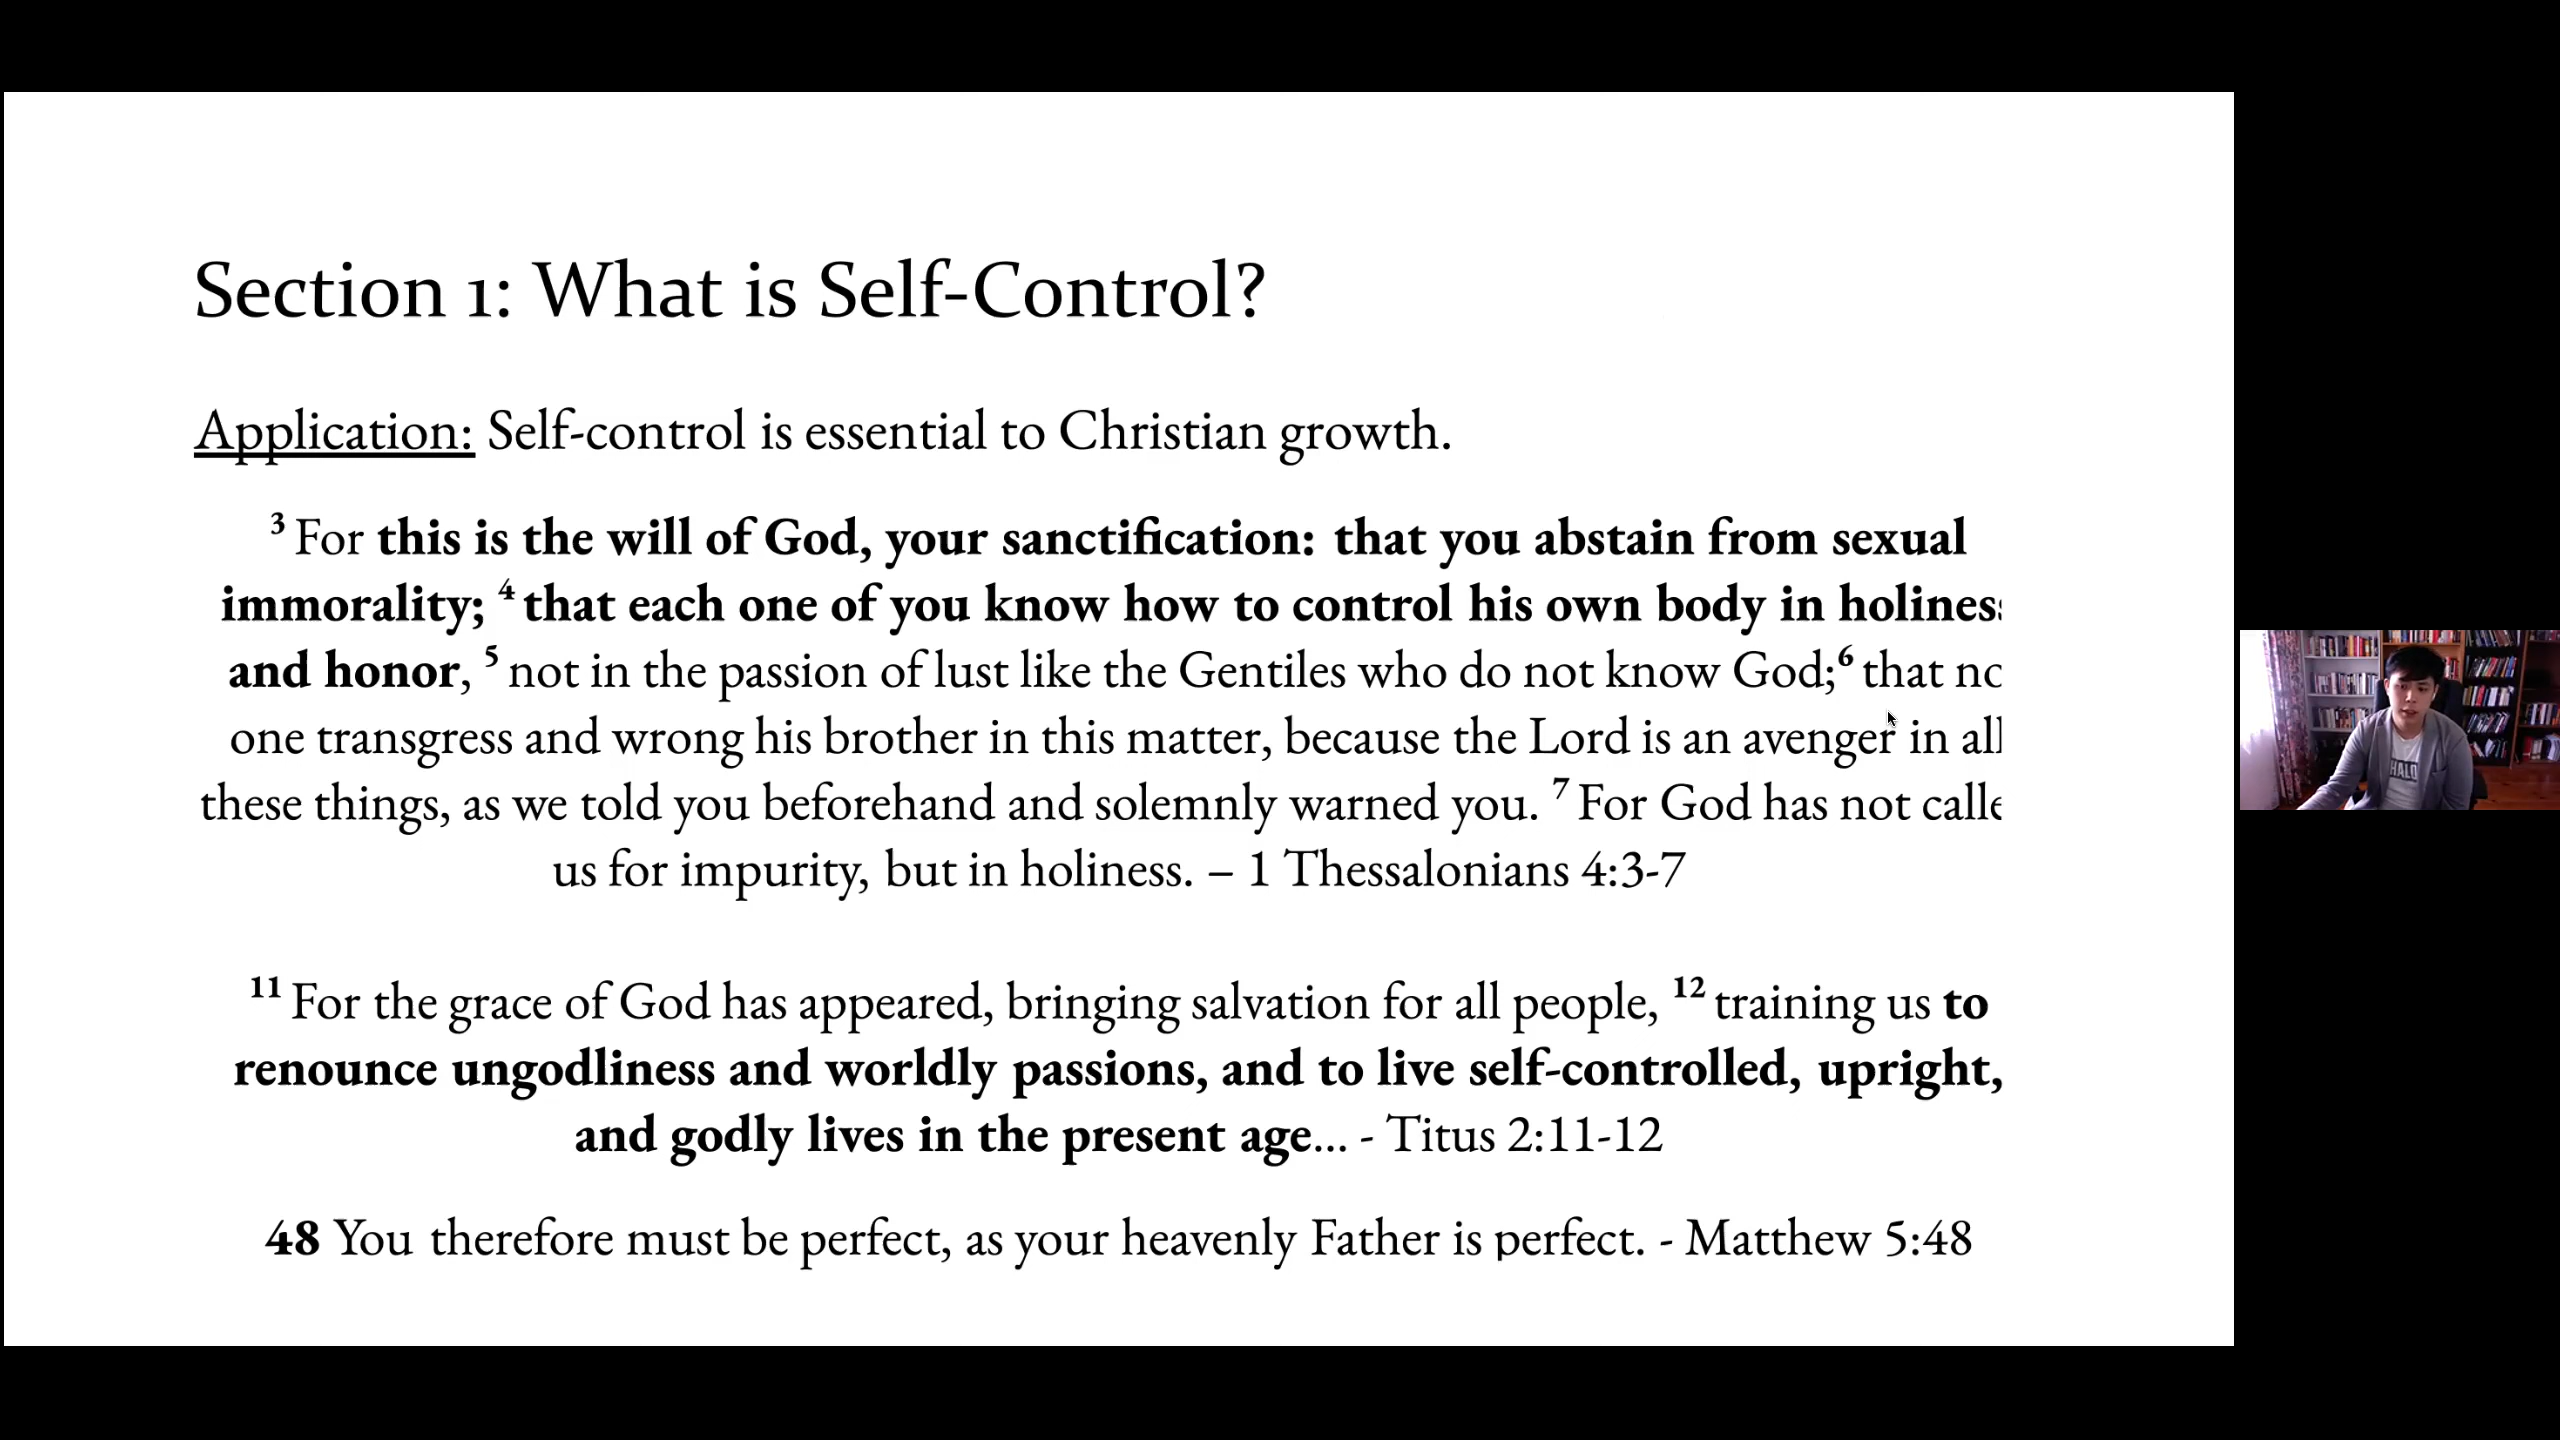 Section 1: What is Self-Control?
Application: Self-control is essential to Christian growth.
3 For this is the will of God, your sanctification: that you abstain from sexual
immorality; 4 that each one of you know how to control his own body in holiness
and honor, 5 not in the passion of lust like the Gentiles who do not know God;6 that no
one transgress and wrong his brother in this matter, because the Lord is an avenger in all
these things, as we told you beforehand and solemnly warned you. 7 For God has not calle
us for impurity, but in holiness. – 1 Thessalonians 4:3-7
11 For the grace of God has appeared, bringing salvation for all people, 12 training us to
renounce ungodliness and worldly passions, and to live self-controlled, upright,
and godly lives in the present age... - Titus 2:11-12
48 You therefore must be perfect, as your heavenly Father is perfect. - Matthew 5:48
HALO